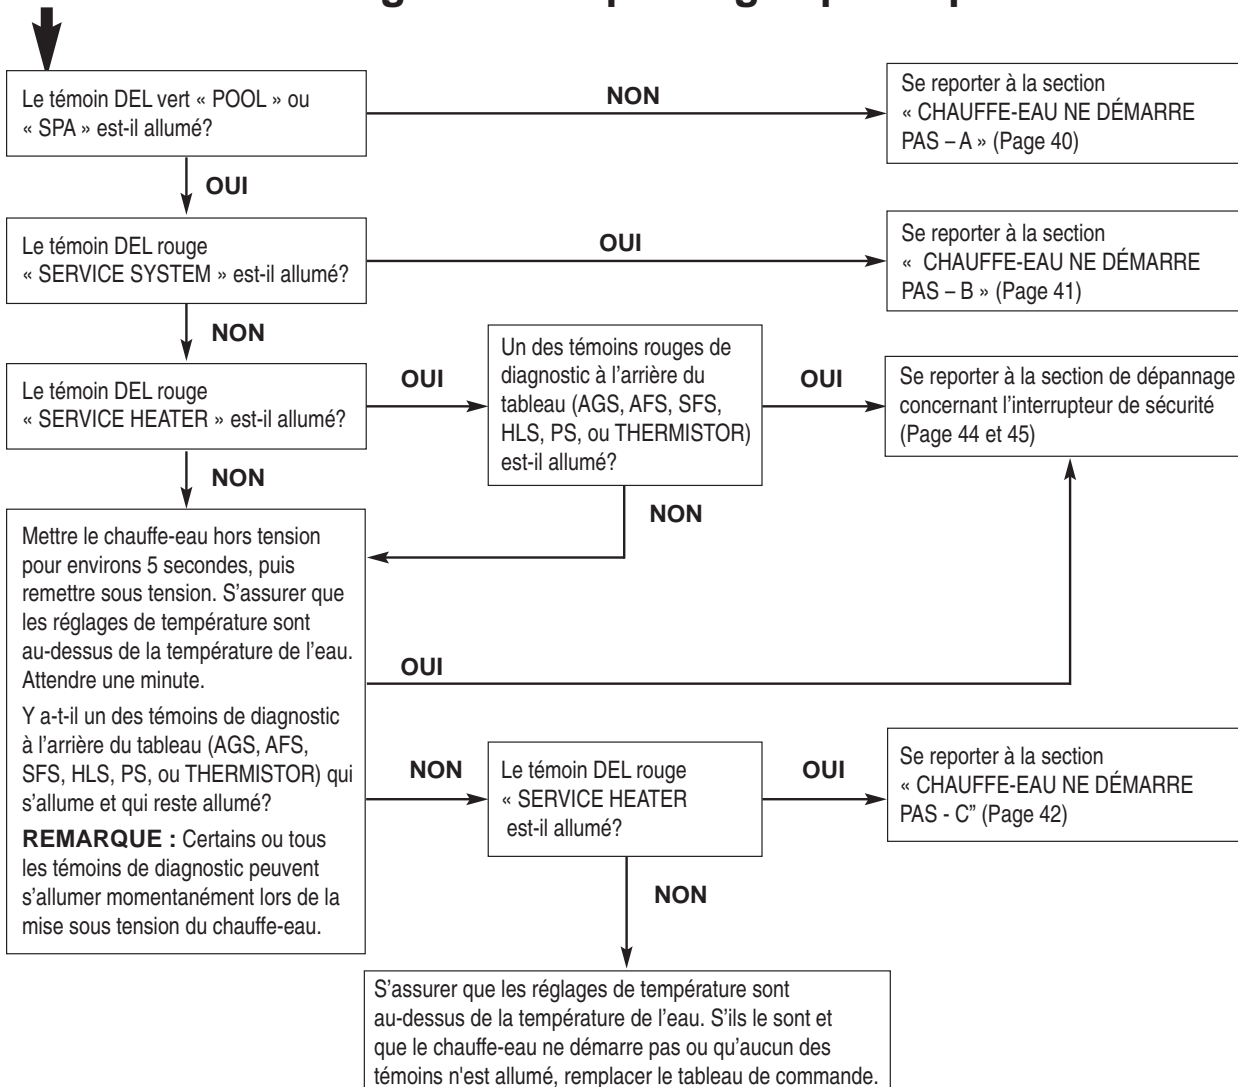 Le témoin DEL vert « POOL » ou
« SPA » est-il allumé?
NON
Se reporter à la section
« CHAUFFE-EAU NE DÉMARRE
PAS – A » (Page 40)
OUI
Le témoin DEL rouge
« SERVICE SYSTEM » est-il allumé?
OUI
Se reporter à la section
« CHAUFFE-EAU NE DÉMARRE
PAS – B » (Page 41)
NON
Le témoin DEL rouge
« SERVICE HEATER » est-il allumé?
OUI
Un des témoins rouges de
diagnostic à l'arrière du
tableau (AGS, AFS, SFS,
HLS, PS, ou THERMISTOR)
est-il allumé?
OUI
Se reporter à la section de dépannage
concernant l'interrupteur de sécurité
(Page 44 et 45)
NON
NON
Mettre le chauffe-eau hors tension
pour environs 5 secondes, puis
remettre sous tension. S'assurer que
les réglages de température sont
au-dessus de la température de l'eau.
Attendre une minute.
Y a-t-il un des témoins de diagnostic
à l'arrière du tableau (AGS, AFS,
SFS, HLS, PS, ou THERMISTOR) qui
s'allume et qui reste allumé?
REMARQUE : Certains ou tous
les témoins de diagnostic peuvent
s'allumer momentanément lors de la
mise sous tension du chauffe-eau.
OUI
NON
Le témoin DEL rouge
« SERVICE HEATER
est-il allumé?
OUI
Se reporter à la section
« CHAUFFE-EAU NE DÉMARRE
PAS - C” (Page 42)
NON
S'assurer que les réglages de température sont
au-dessus de la température de l'eau. S'ils le sont et
que le chauffe-eau ne démarre pas ou qu'aucun des
témoins n'est allumé, remplacer le tableau de commande.